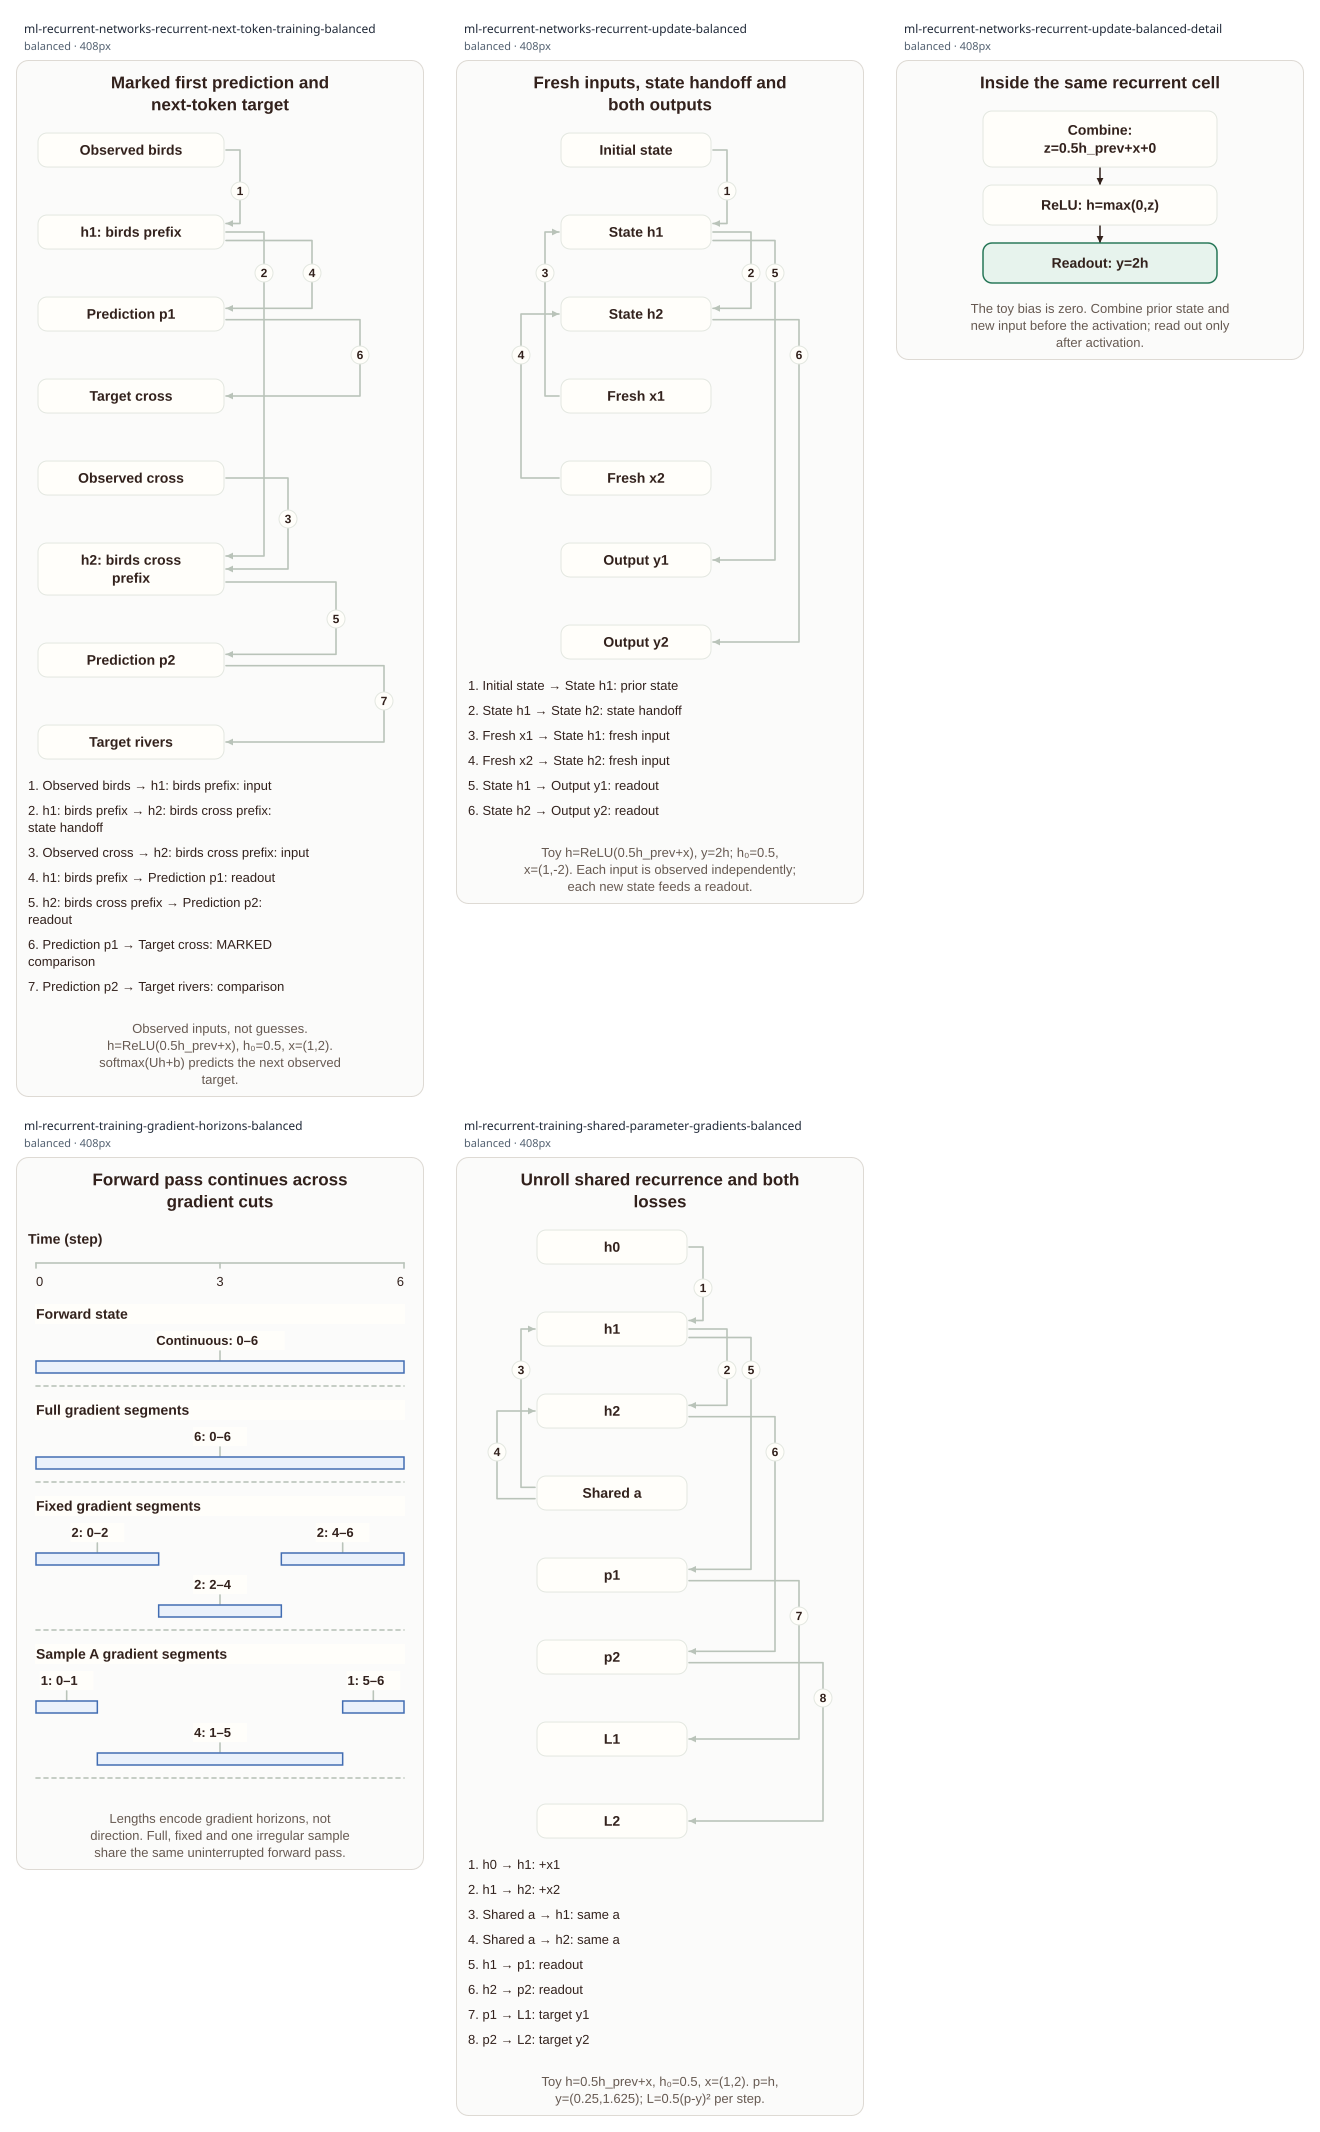 ml-recurrent-networks-recurrent-next-token-training-balanced
balanced · 408px
Marked first prediction and
next-token target
Observed birds
1
h1: birds prefix
2
4
Prediction p1
6
Target cross
Observed cross
3
h2: birds cross
prefix
5
Prediction p2
7
Target rivers
1. Observed birds → h1: birds prefix: input
2. h1: birds prefix → h2: birds cross prefix:
state handoff
3. Observed cross → h2: birds cross prefix: input
4. h1: birds prefix → Prediction p1: readout
5. h2: birds cross prefix → Prediction p2:
readout
6. Prediction p1 → Target cross: MARKED
comparison
7. Prediction p2 → Target rivers: comparison
Observed inputs, not guesses.
h=ReLU(0.5h_prev+x), h₀=0.5, x=(1,2).
softmax(Uh+b) predicts the next observed
target.
ml-recurrent-networks-recurrent-update-balanced
balanced · 408px
Fresh inputs, state handoff and
both outputs
Initial state
1
State h1
3
2
5
State h2
4
6
Fresh x1
Fresh x2
Output y1
Output y2
1. Initial state → State h1: prior state
2. State h1 → State h2: state handoff
3. Fresh x1 → State h1: fresh input
4. Fresh x2 → State h2: fresh input
5. State h1 → Output y1: readout
6. State h2 → Output y2: readout
Toy h=ReLU(0.5h_prev+x), y=2h; h₀=0.5,
x=(1,-2). Each input is observed independently;
each new state feeds a readout.
ml-recurrent-networks-recurrent-update-balanced-detail
balanced · 408px
Inside the same recurrent cell
Combine:
z=0.5h_prev+x+0
ReLU: h=max(0,z)
Readout: y=2h
The toy bias is zero. Combine prior state and
new input before the activation; read out only
after activation.
ml-recurrent-training-gradient-horizons-balanced
balanced · 408px
Forward pass continues across
gradient cuts
Time (step)
0
3
6
Forward state
Continuous: 0–6
Full gradient segments
6: 0–6
Fixed gradient segments
2: 0–2
2: 4–6
2: 2–4
Sample A gradient segments
1: 0–1
1: 5–6
4: 1–5
Lengths encode gradient horizons, not
direction. Full, fixed and one irregular sample
share the same uninterrupted forward pass.
ml-recurrent-training-shared-parameter-gradients-balanced
balanced · 408px
Unroll shared recurrence and both
losses
h0
1
h1
3
2
5
h2
4
6
Shared a
p1
7
p2
8
L1
L2
1. h0 → h1: +x1
2. h1 → h2: +x2
3. Shared a → h1: same a
4. Shared a → h2: same a
5. h1 → p1: readout
6. h2 → p2: readout
7. p1 → L1: target y1
8. p2 → L2: target y2
Toy h=0.5h_prev+x, h₀=0.5, x=(1,2). p=h,
y=(0.25,1.625); L=0.5(p-y)² per step.